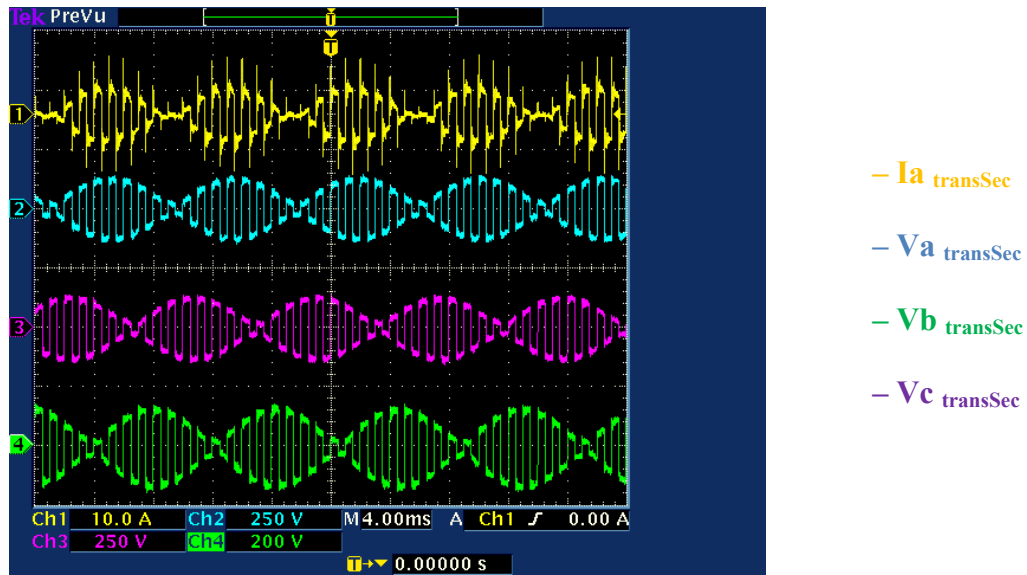 Tek PreVu
T
T
1
2
3
4
Ch1 10.0 A Ch2 250 V M 4.00ms A Ch1 0.00 A
Ch3 250 V Ch4 200 V
T 0.00000 s
– Ia transSec
– Va transSec
– Vb transSec
– Vc transSec